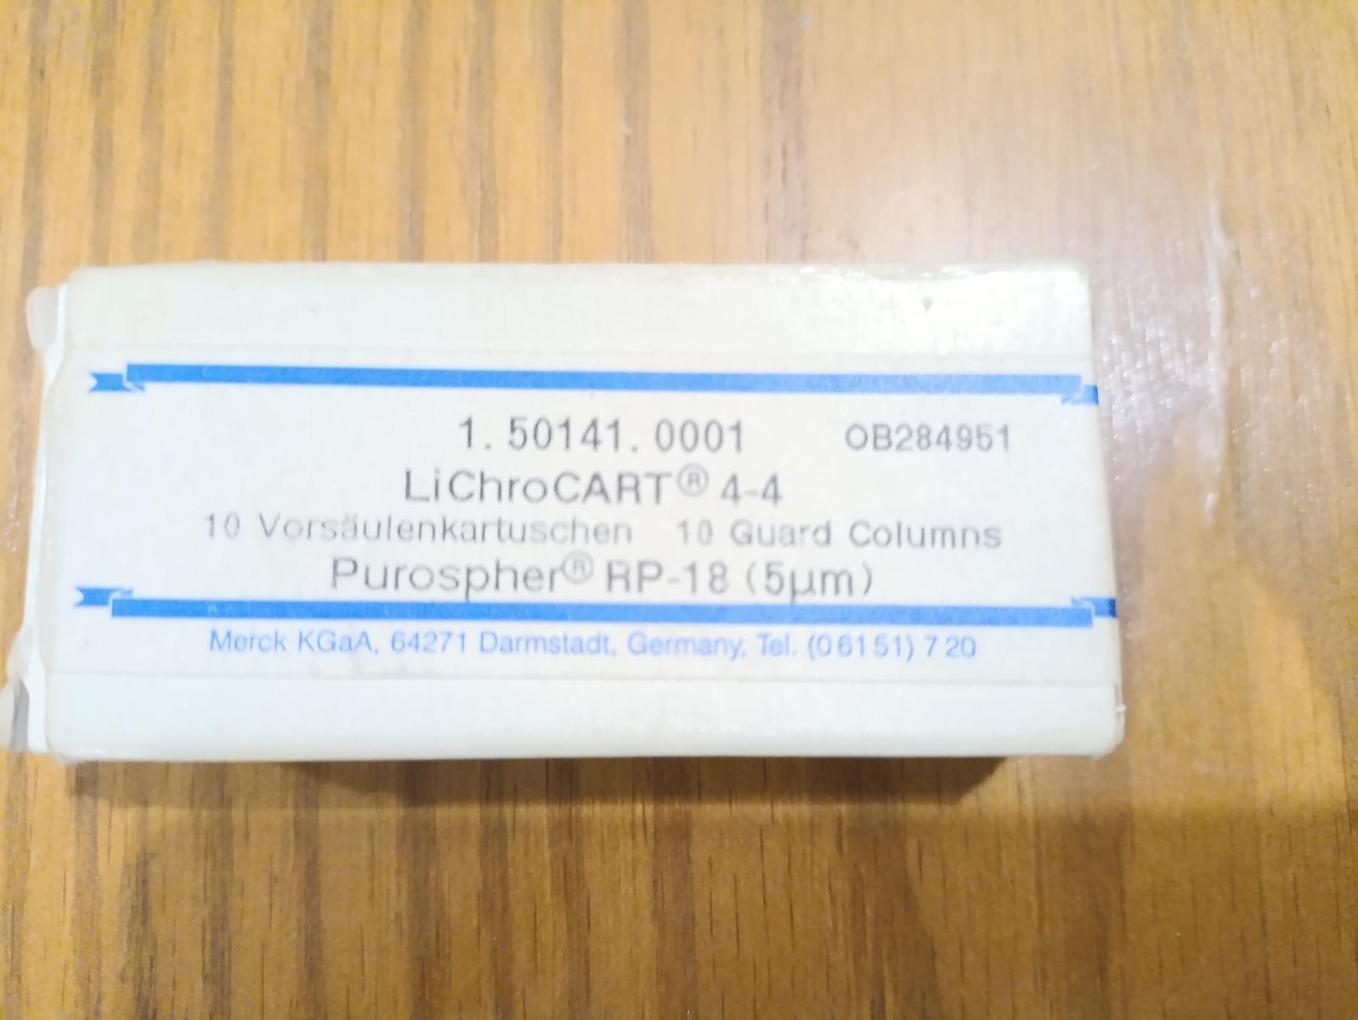 1. 50141. 0001 OB284951
LiChroCART® 4-4
10 Vorsäulenkartuschen 10 Guard Columns
Purospher® RP-18 (5µm)
Merck KGaA, 64271 Darmstadt, Germany, Tel. (0 61 51) 7 20